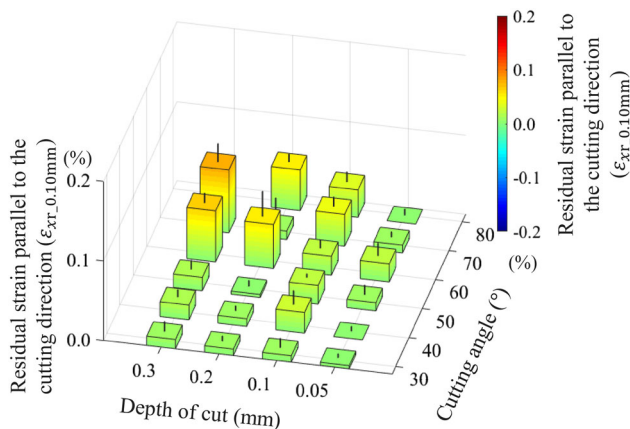 Residual strain parallel to the
cutting direction (εxr_0.10mm)
(%)
0.2
0.1
0.0
0.3
0.2
0.1
0.05
Depth of cut (mm)
30
40
50
60
70
80
Cutting angle (°)
0.2
0.1
0.0
-0.1
-0.2
(%)
Residual strain parallel to
the cutting direction
(εxr_0.10mm)